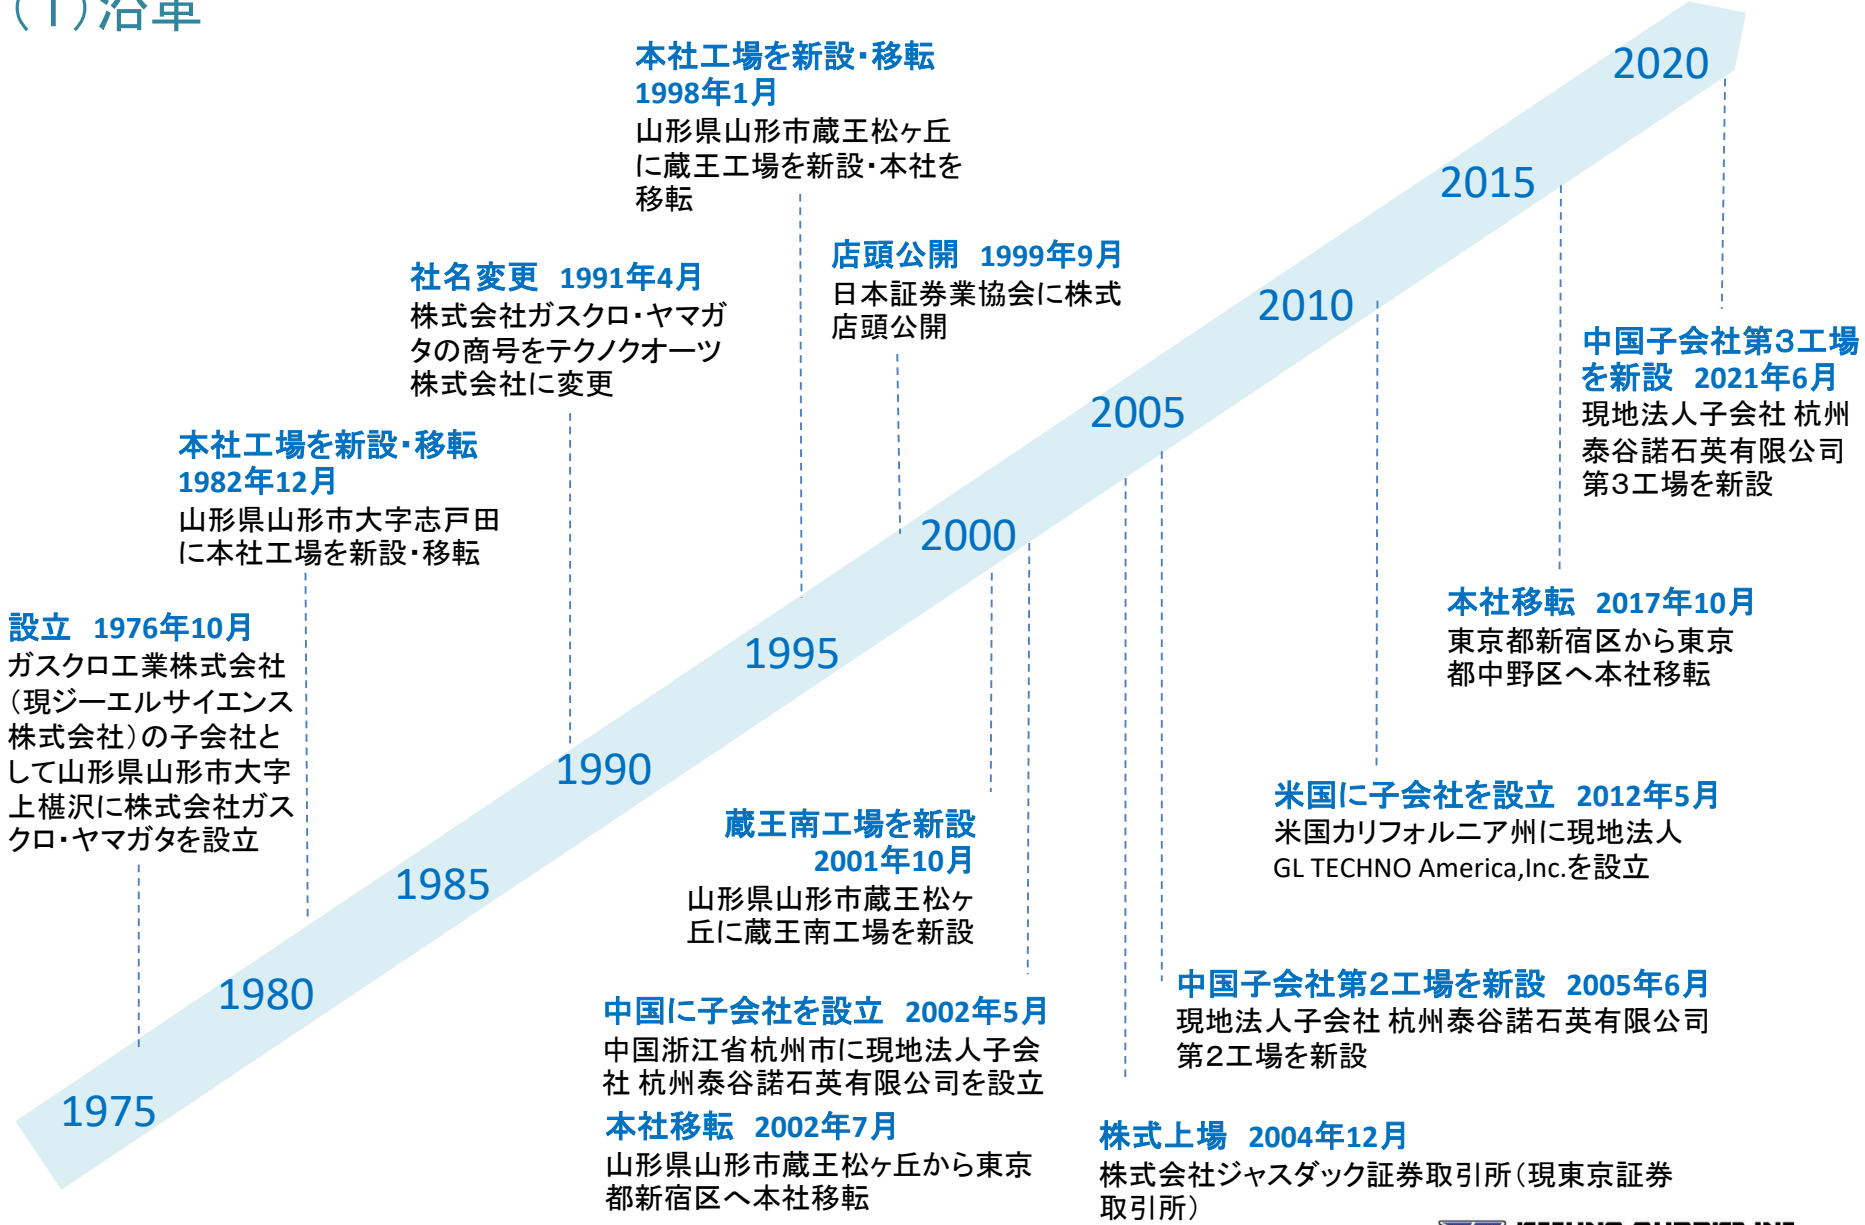 (1)沿革
本社工場を新設・移転
1998年1月
山形県山形市蔵王松ヶ丘
に蔵王工場を新設・本社を
移転
社名変更 1991年4月
株式会社ガスクロ・ヤマガ
タの商号をテクノクオーツ
株式会社に変更
店頭公開 1999年9月
日本証券業協会に株式
店頭公開
本社工場を新設・移転
1982年12月
山形県山形市大字志戸田
に本社工場を新設・移転
設立 1976年10月
ガスクロ工業株式会社
（現ジーエルサイエンス
株式会社）の子会社と
して山形県山形市大字
上椹沢に株式会社ガス
クロ・ヤマガタを設立
1975
1980
1985
1990
1995
2000
2005
2010
2015
2020
蔵王南工場を新設
2001年10月
山形県山形市蔵王松ヶ
丘に蔵王南工場を新設
中国に子会社を設立 2002年5月
中国浙江省杭州市に現地法人子会
社 杭州泰谷諾石英有限公司を設立
本社移転 2002年7月
山形県山形市蔵王松ヶ丘から東京
都新宿区へ本社移転
株式上場 2004年12月
株式会社ジャスダック証券取引所（現東京証券
取引所）
中国子会社第２工場を新設 2005年6月
現地法人子会社 杭州泰谷諾石英有限公司
第２工場を新設
米国に子会社を設立 2012年5月
米国カリフォルニア州に現地法人
GL TECHNO America,Inc.を設立
本社移転 2017年10月
東京都新宿区から東京
都中野区へ本社移転
中国子会社第３工場
を新設 2021年6月
現地法人子会社 杭州
泰谷諾石英有限公司
第３工場を新設